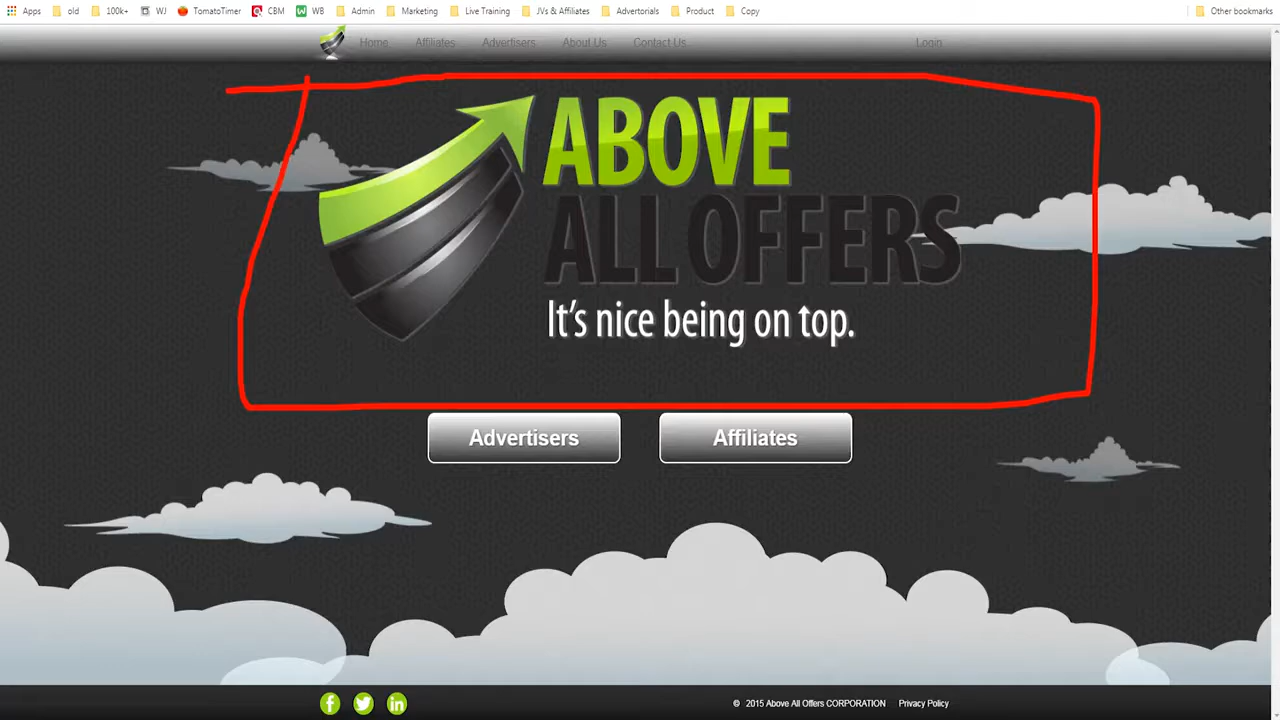 Apps old 100k+ WJ TomatoTimer CBM WB Admin Marketing Live Training JVs & Affiliates Advertorials Product Copy Other bookmarks
Home Affiliates Advertisers About Us Contact Us Login
ABOVE
ALL OFFERS
It's nice being on top.
Advertisers Affiliates
© 2015 Above All Offers CORPORATION Privacy Policy